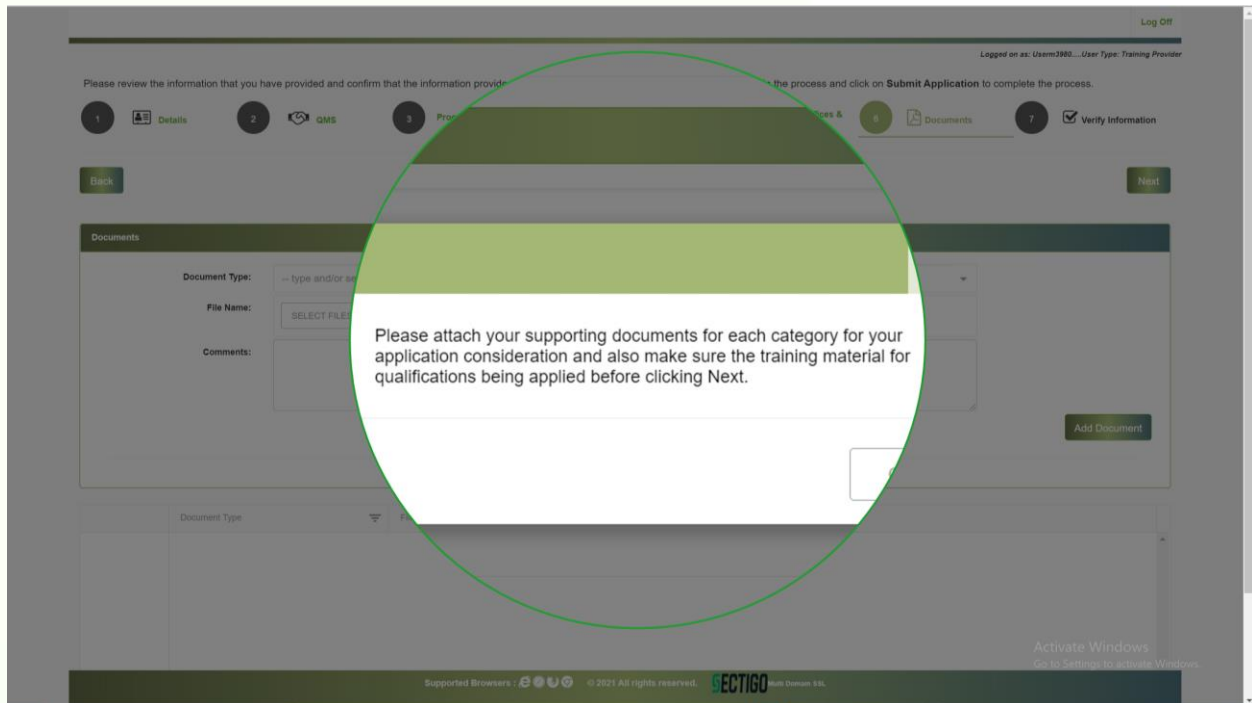 Log Off
Logged on as: Userm3980.....User Type: Training Provider
Please review the information that you have provided and confirm that the information provide the process and click on Submit Application to complete the process.
1 Details 2 QMS 3 6 Documents 7 Verify Information
Back Next
Documents
Document Type: -- type and/or se
File Name: SELECT FILES
Comments:
Please attach your supporting documents for each category for your
application consideration and also make sure the training material for
qualifications being applied before clicking Next.
Add Document
Document Type
Activate Windows
Go to Settings to activate Windows.
Supported Browsers : © 2021 All rights reserved. SECTIGO Multi Domain SSL